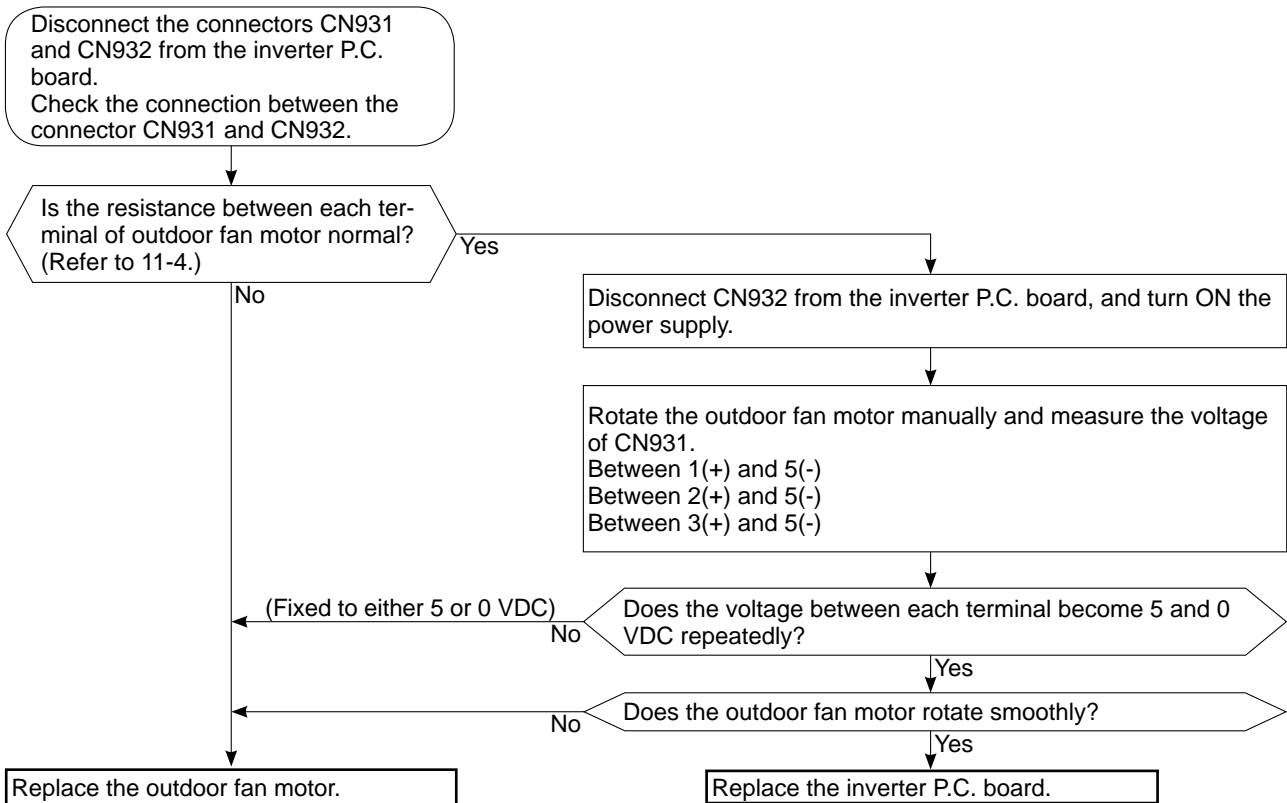 Disconnect the connectors CN931
and CN932 from the inverter P.C.
board.
Check the connection between the
connector CN931 and CN932.
Is the resistance between each ter-
minal of outdoor fan motor normal?
(Refer to 11-4.)
Yes
No
Disconnect CN932 from the inverter P.C. board, and turn ON the
power supply.
Rotate the outdoor fan motor manually and measure the voltage
of CN931.
Between 1(+) and 5(-)
Between 2(+) and 5(-)
Between 3(+) and 5(-)
(Fixed to either 5 or 0 VDC)
No
Does the voltage between each terminal become 5 and 0
VDC repeatedly?
Yes
No
Does the outdoor fan motor rotate smoothly?
Yes
Replace the outdoor fan motor.
Replace the inverter P.C. board.